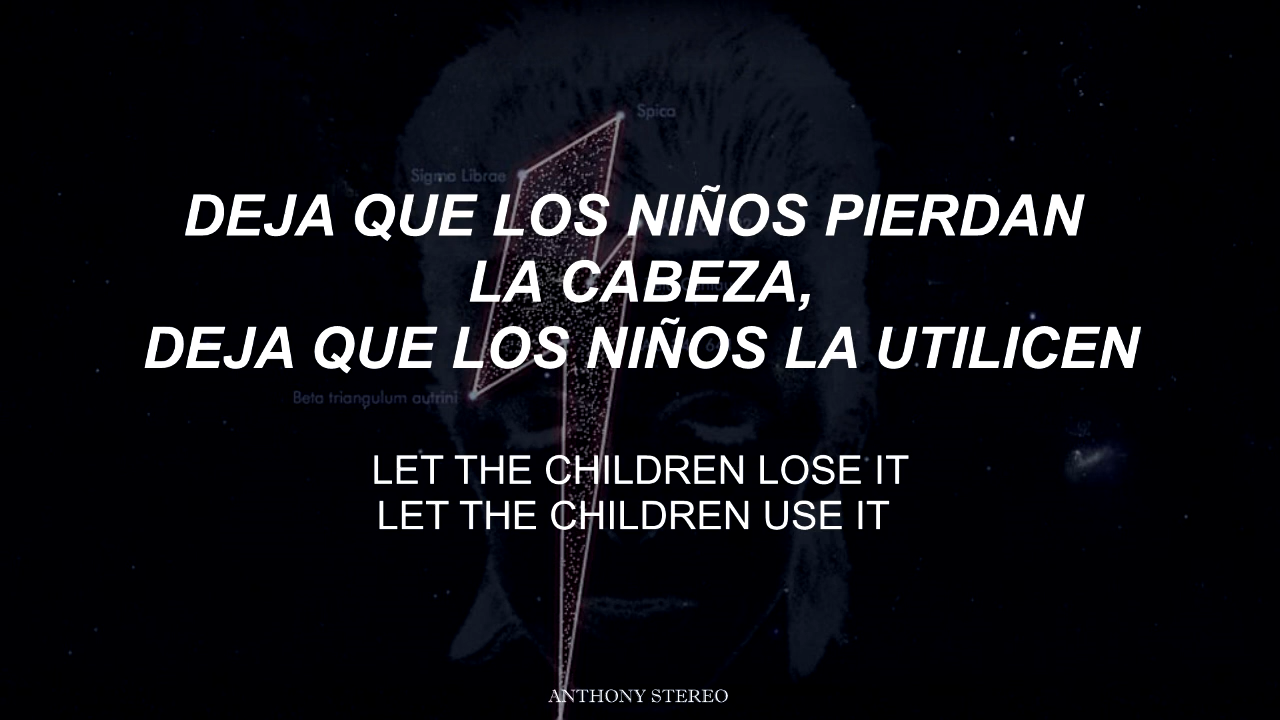 Spica
Sigma Librae
DEJA QUE LOS NIÑOS PIERDAN
LA CABEZA,
DEJA QUE LOS NIÑOS LA UTILICEN
Beta triangulum autrini
LET THE CHILDREN LOSE IT
LET THE CHILDREN USE IT
ANTHONY STEREO